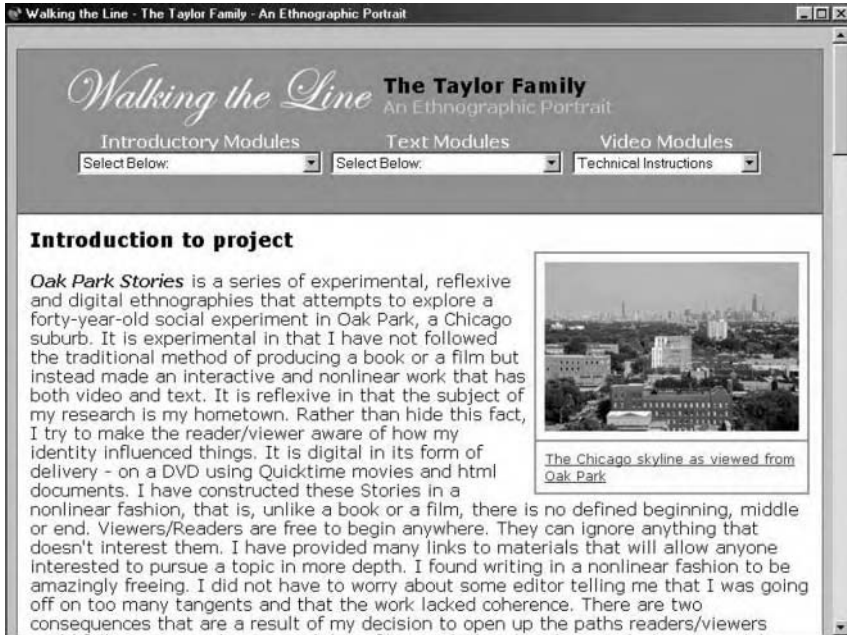 Walking the Line - The Taylor Family - An Ethnographic Portrait
Walking the Line The Taylor Family
An Ethnographic Portrait
Introductory Modules Text Modules Video Modules
Select Below: Select Below: Technical Instructions
Introduction to project
Oak Park Stories is a series of experimental, reflexive
and digital ethnographies that attempts to explore a
forty-year-old social experiment in Oak Park, a Chicago
suburb. It is experimental in that I have not followed
the traditional method of producing a book or a film but
instead made an interactive and nonlinear work that has
both video and text. It is reflexive in that the subject of
my research is my hometown. Rather than hide this fact,
I try to make the reader/viewer aware of how my
identity influenced things. It is digital in its form of
delivery - on a DVD using Quicktime movies and html
documents. I have constructed these Stories in a
The Chicago skyline as viewed from
Oak Park
nonlinear fashion, that is, unlike a book or a film, there is no defined beginning, middle
or end. Viewers/Readers are free to begin anywhere. They can ignore anything that
doesn't interest them. I have provided many links to materials that will allow anyone
interested to pursue a topic in more depth. I found writing in a nonlinear fashion to be
amazingly freeing. I did not have to worry about some editor telling me that I was going
off on too many tangents and that the work lacked coherence. There are two
consequences that are a result of my decision to open up the paths readers/viewers